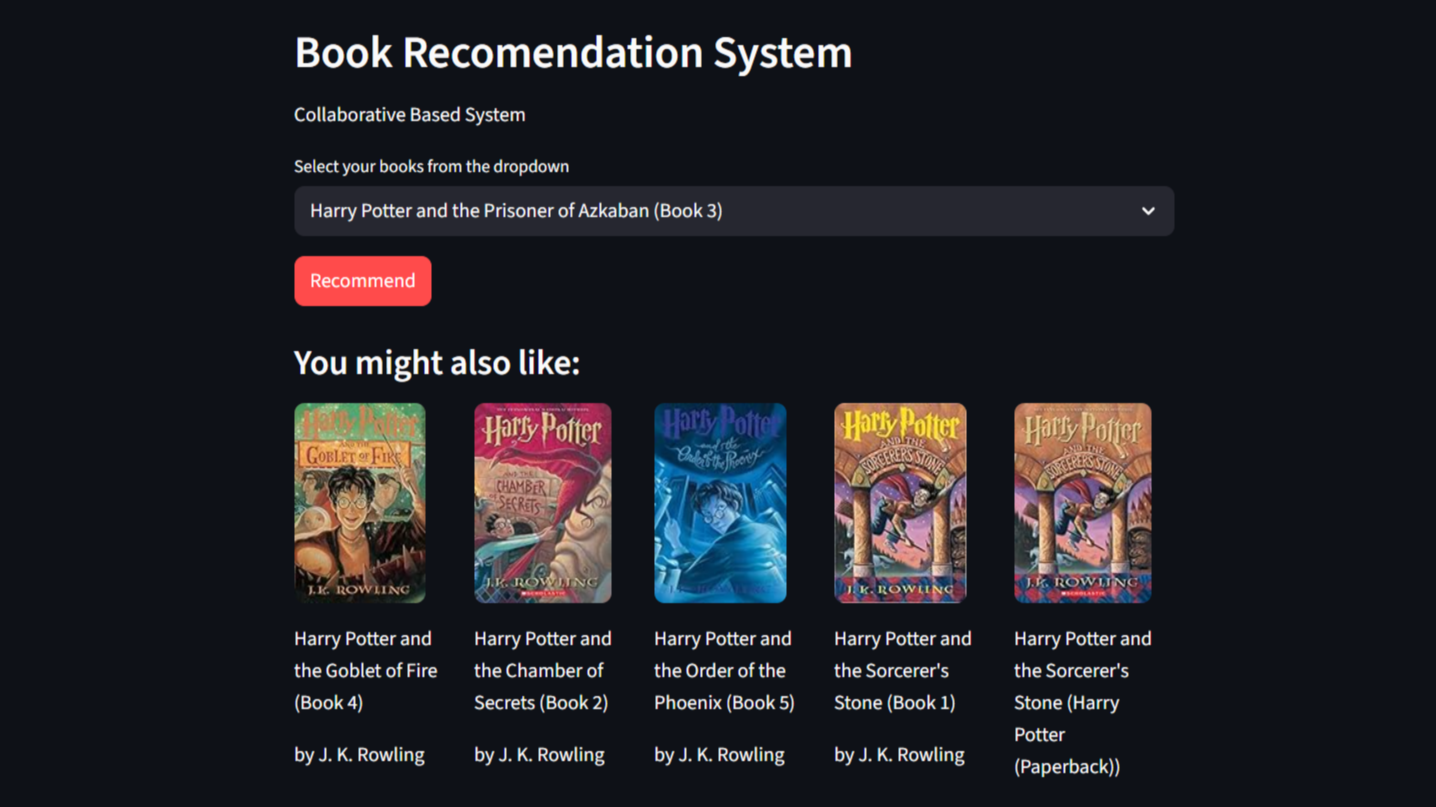 Book Recomendation System
Collaborative Based System
Select your books from the dropdown
Harry Potter and the Prisoner of Azkaban (Book 3)
Recommend
You might also like:
Harry Potter
AND THE
GOBLET OF FIRE
J.K. ROWLING
Harry Potter and
the Goblet of Fire
(Book 4)
by J. K. Rowling
Harry Potter
AND THE
CHAMBER
OF SECRETS
J.K. ROWLING
SCHOLASTIC
Harry Potter and
the Chamber of
Secrets (Book 2)
by J. K. Rowling
Harry Potter
and the
Order of the Phoenix
J.K. ROWLING
Harry Potter and
the Order of the
Phoenix (Book 5)
by J. K. Rowling
Harry Potter
AND THE
SORCERER'S STONE
J.K. ROWLING
Harry Potter and
the Sorcerer's
Stone (Book 1)
by J. K. Rowling
Harry Potter
AND THE
SORCERER'S STONE
J.K. ROWLING
SCHOLASTIC
Harry Potter and
the Sorcerer's
Stone (Harry
Potter
(Paperback))